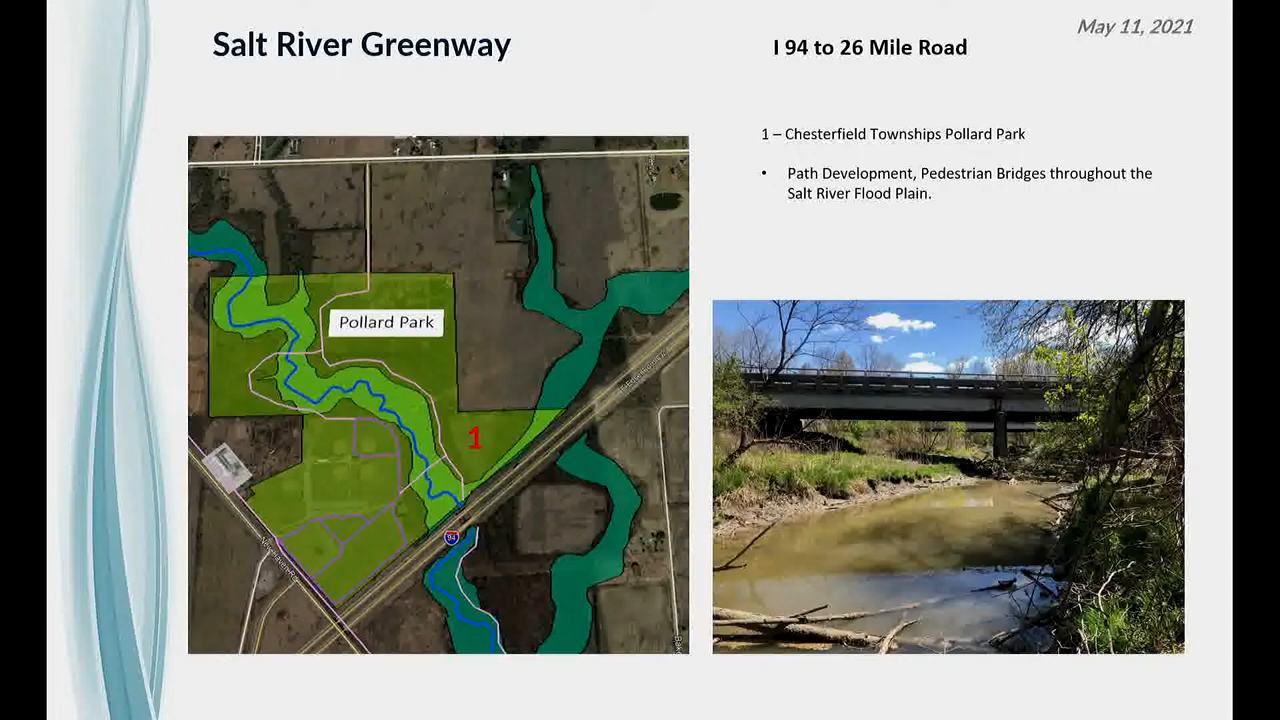 May 11, 2021
Salt River Greenway
I 94 to 26 Mile Road
1 – Chesterfield Townships Pollard Park
• Path Development, Pedestrian Bridges throughout the
Salt River Flood Plain.
Pollard Park
1
94